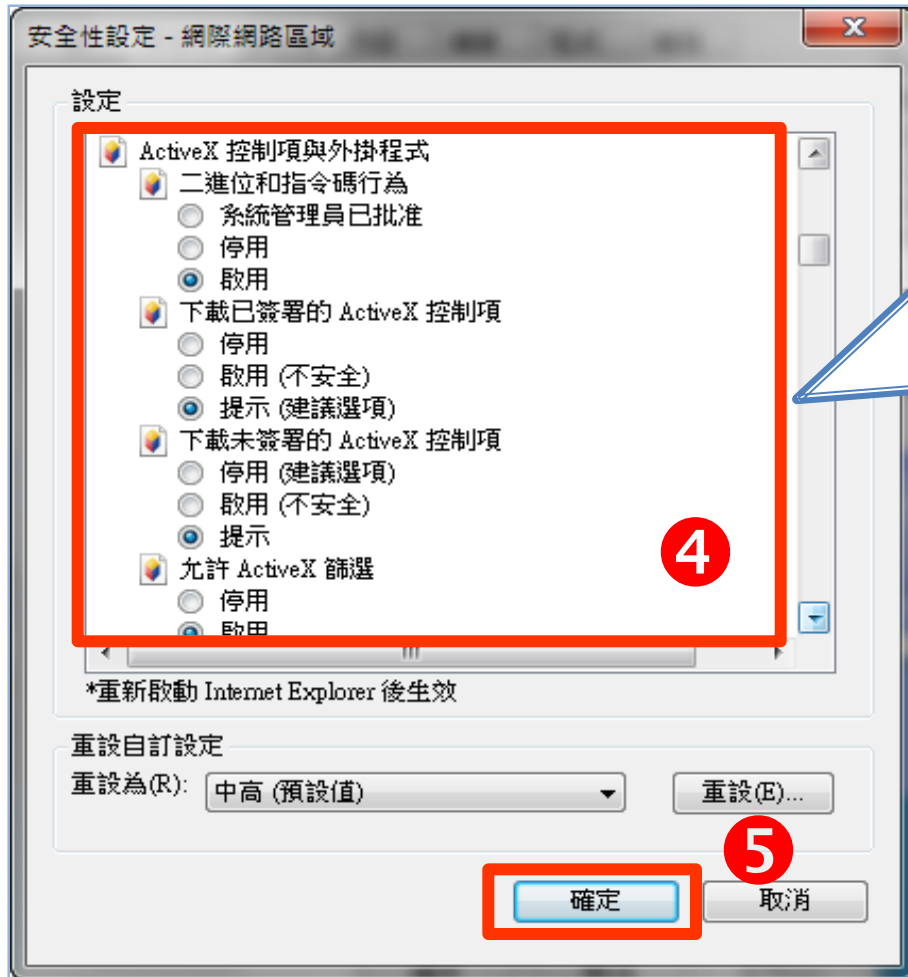 安全性設定 - 網際網路區域
設定
ActiveX 控制項與外掛程式
二進位和指令碼行為
系統管理員已批准
停用
啟用
下載已簽署的 ActiveX 控制項
停用
啟用 (不安全)
提示 (建議選項)
下載未簽署的 ActiveX 控制項
停用 (建議選項)
啟用 (不安全)
提示
4
允許 ActiveX 篩選
停用
啟用
*重新啟動 Internet Explorer 後生效
重設自訂設定
重設為(R): 中高 (預設值) 重設(E)...
5
確定 取消